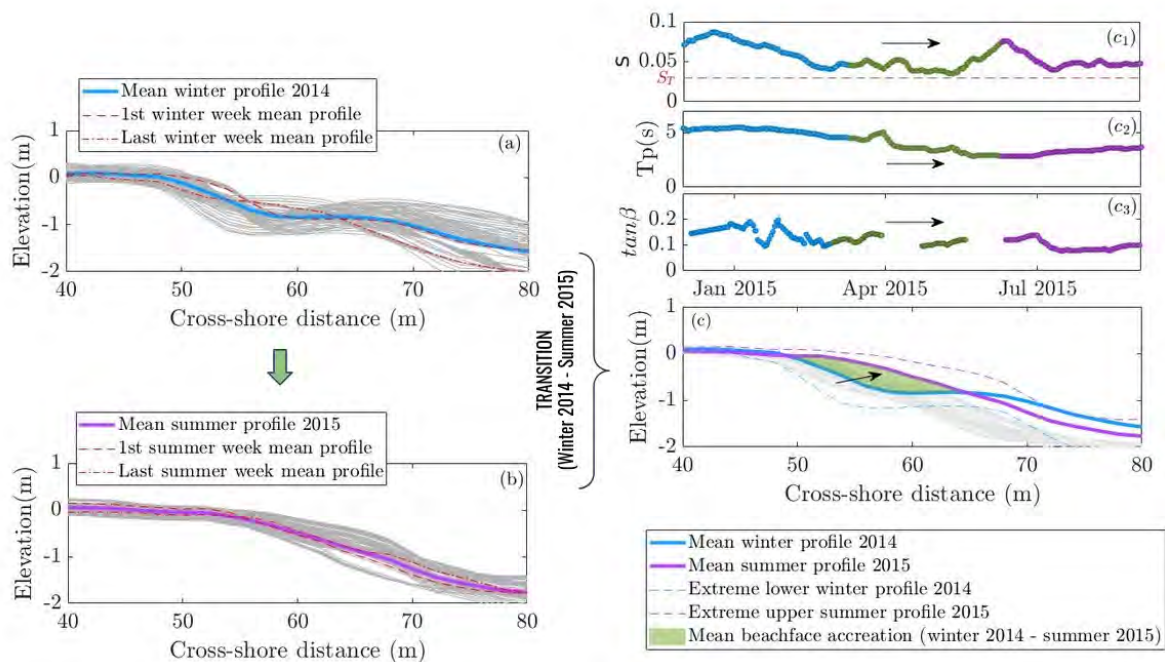 Mean winter profile 2014
1st winter week mean profile
Last winter week mean profile
(a)
Elevation(m)
1
0
-1
-2
40 50 60 70 80
Cross-shore distance (m)
Mean summer profile 2015
1st summer week mean profile
Last summer week mean profile
(b)
Elevation(m)
1
0
-1
-2
40 50 60 70 80
Cross-shore distance (m)
TRANSITION
(Winter 2014 - Summer 2015)
(c1)
S
0.1
0.05
ST
0
(c2)
Tp(s)
5
0
(c3)
tanβ
0.2
0.1
0
Jan 2015 Apr 2015 Jul 2015
(c)
Elevation(m)
1
0
-1
-2
40 50 60 70 80
Cross-shore distance (m)
Mean winter profile 2014
Mean summer profile 2015
Extreme lower winter profile 2014
Extreme upper summer profile 2015
Mean beachface accreation (winter 2014 - summer 2015)